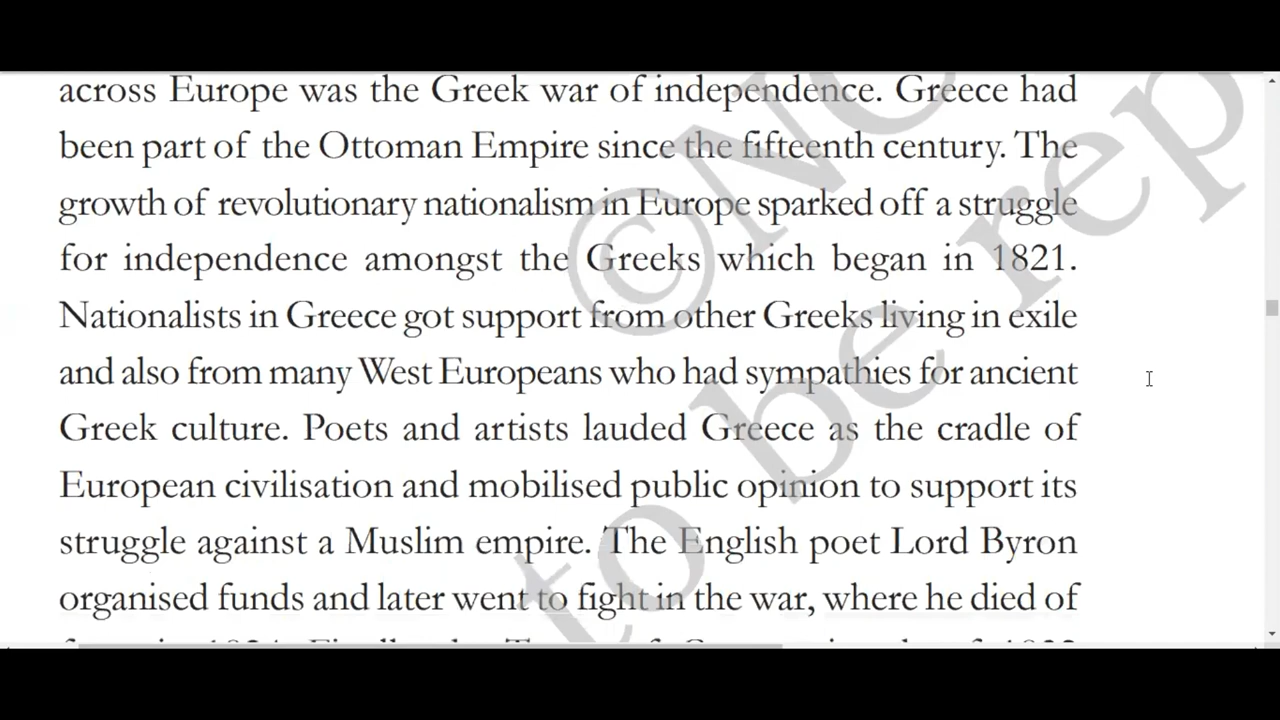 across Europe was the Greek war of independence. Greece had
been part of the Ottoman Empire since the fifteenth century. The
growth of revolutionary nationalism in Europe sparked off a struggle
for independence amongst the Greeks which began in 1821.
Nationalists in Greece got support from other Greeks living in exile
and also from many West Europeans who had sympathies for ancient
Greek culture. Poets and artists lauded Greece as the cradle of
European civilisation and mobilised public opinion to support its
struggle against a Muslim empire. The English poet Lord Byron
organised funds and later went to fight in the war, where he died of
©NC
to be rep